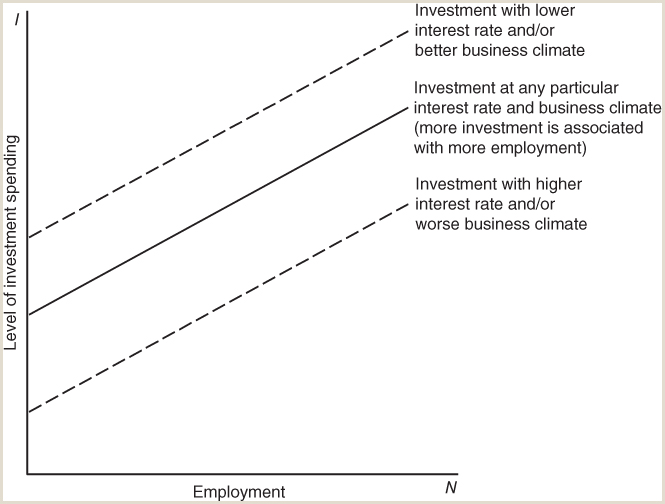 I
Investment with lower
interest rate and/or
better business climate
Investment at any particular
interest rate and business climate
(more investment is associated
with more employment)
Investment with higher
interest rate and/or
worse business climate
Level of investment spending
Employment
N